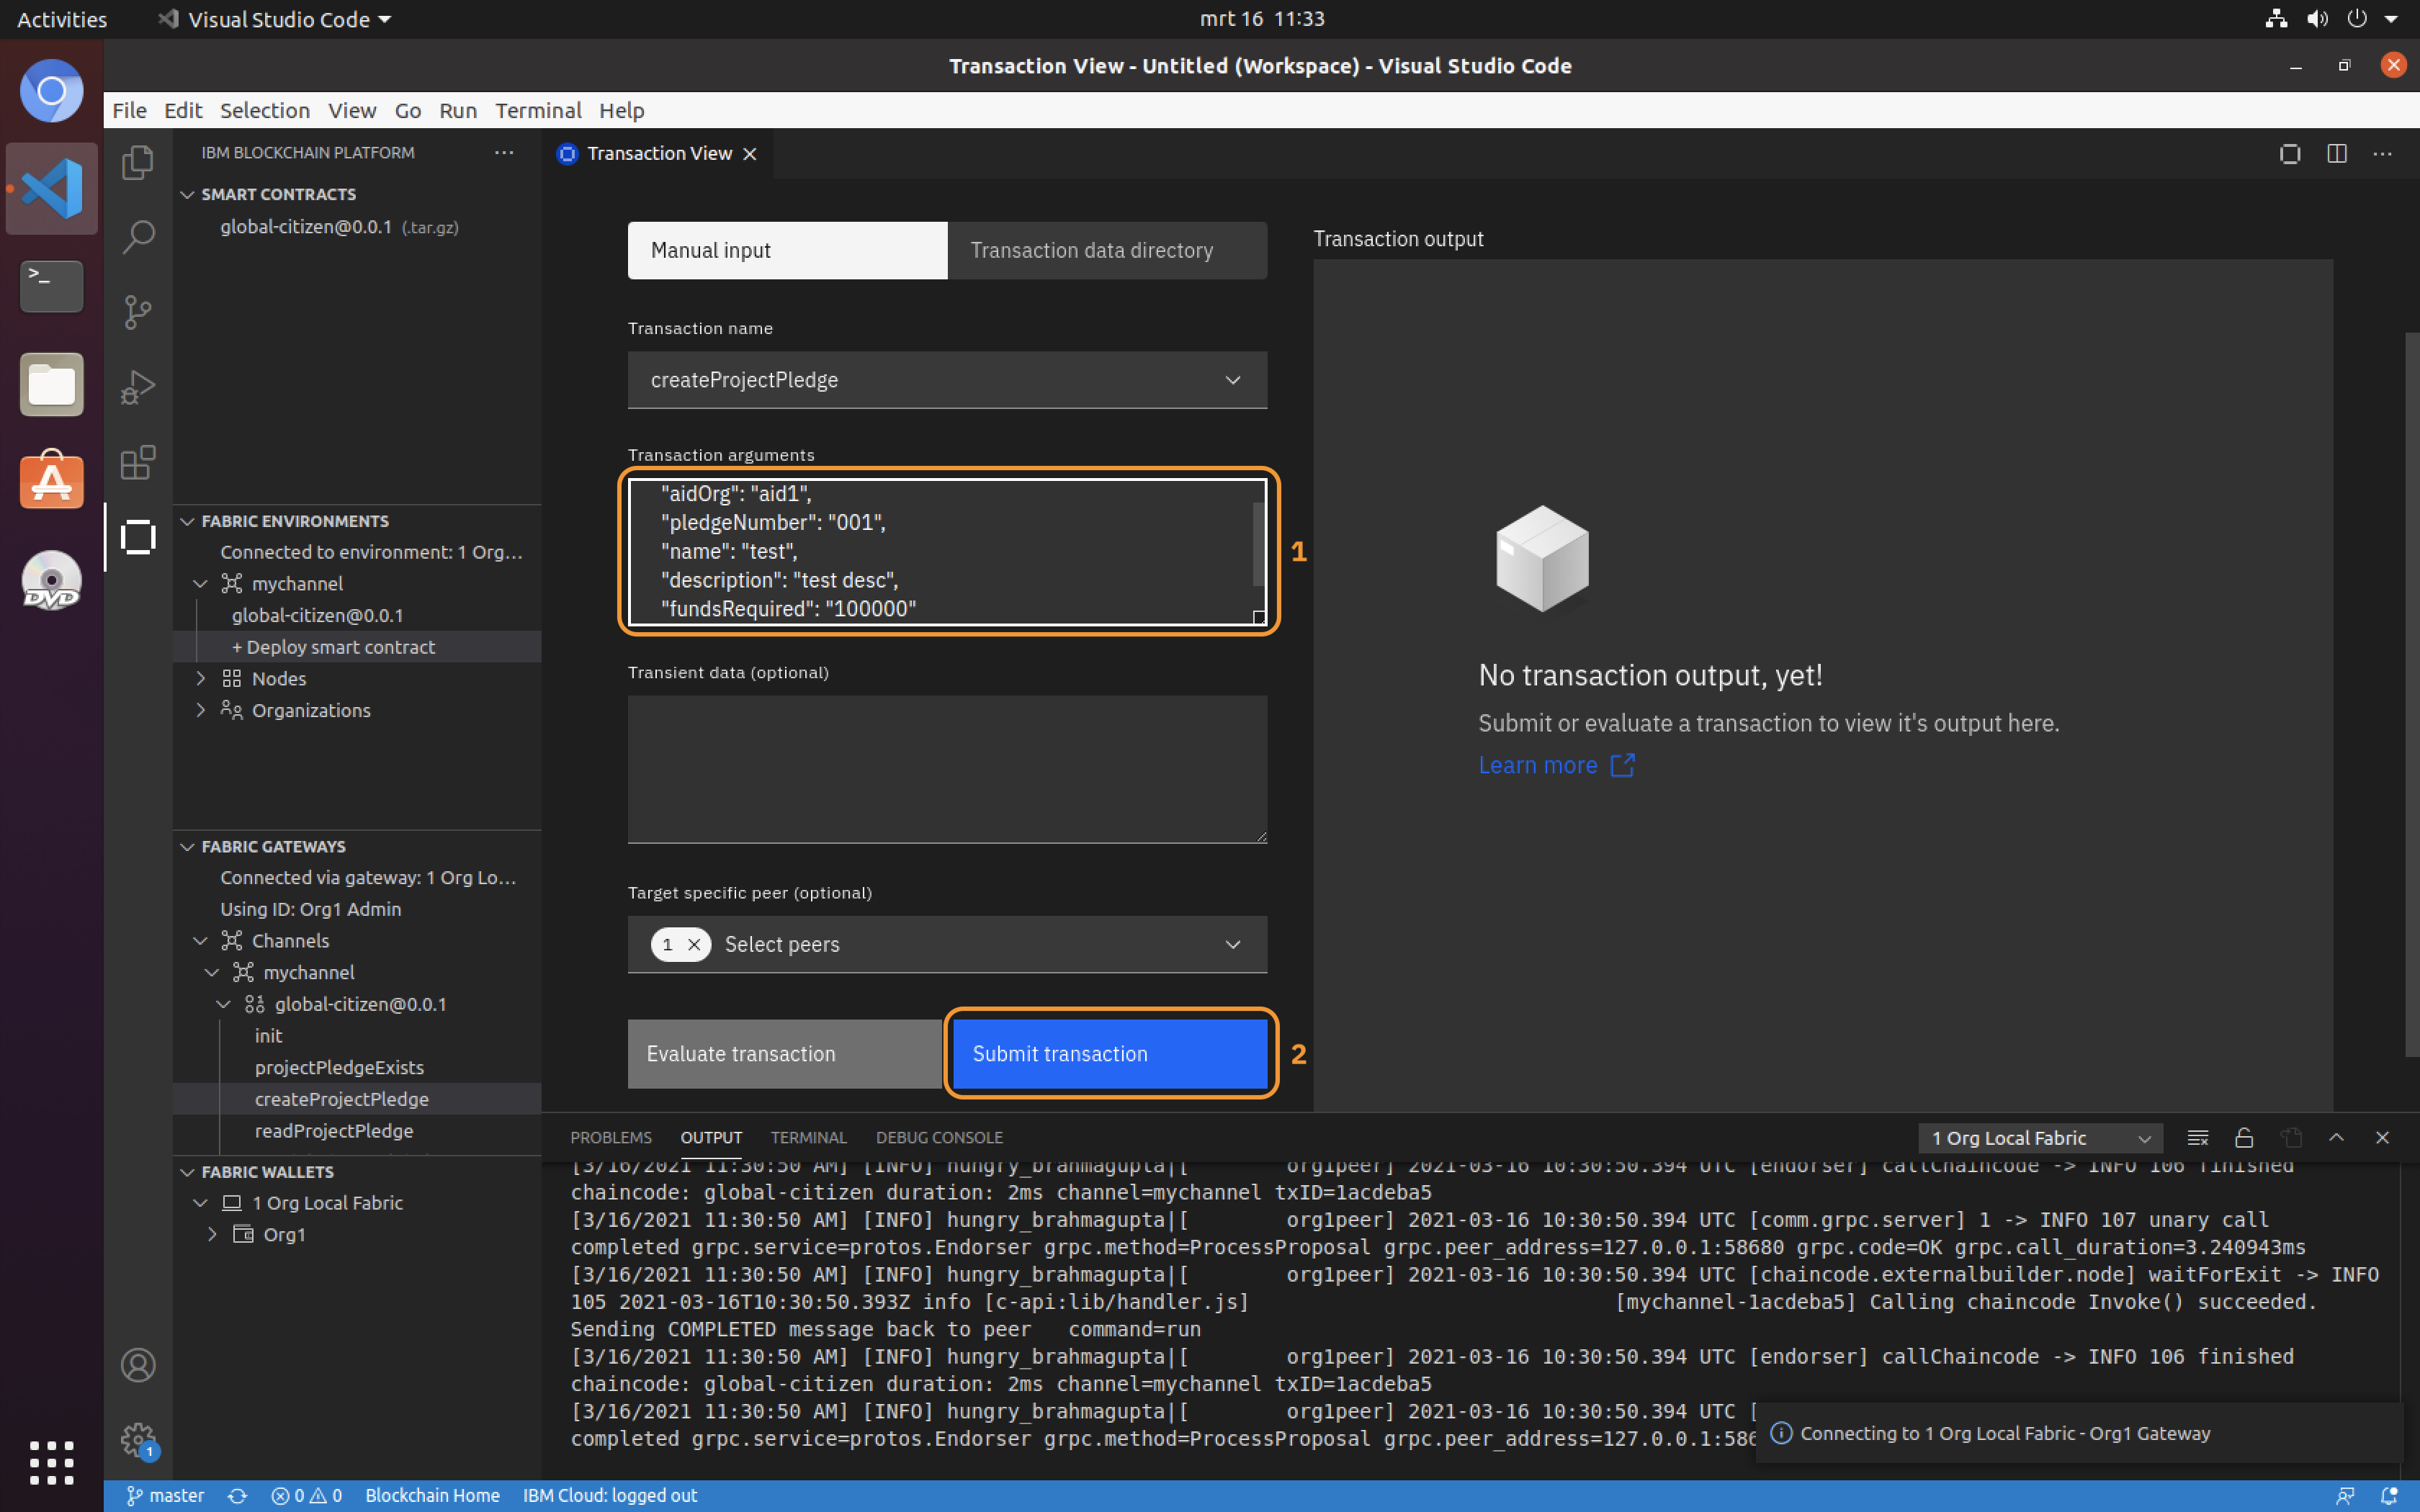 Activities
Visual Studio Code
mrt 16 11:33
Transaction View - Untitled (Workspace) - Visual Studio Code
File Edit Selection View Go Run Terminal Help
IBM BLOCKCHAIN PLATFORM
SMART CONTRACTS
global-citizen@0.0.1 (.tar.gz)
FABRIC ENVIRONMENTS
Connected to environment: 1 Org...
mychannel
global-citizen@0.0.1
+ Deploy smart contract
Nodes
Organizations
FABRIC GATEWAYS
Connected via gateway: 1 Org Lo...
Using ID: Org1 Admin
Channels
mychannel
global-citizen@0.0.1
init
projectPledgeExists
createProjectPledge
readProjectPledge
FABRIC WALLETS
1 Org Local Fabric
Org1
Transaction View
Manual input
Transaction data directory
Transaction name
createProjectPledge
Transaction arguments
"aidOrg": "aid1",
"pledgeNumber": "001",
"name": "test",
"description": "test desc",
"fundsRequired": "100000"
1
Transient data (optional)
Target specific peer (optional)
1 Select peers
Evaluate transaction
Submit transaction
2
Transaction output
No transaction output, yet!
Submit or evaluate a transaction to view it's output here.
Learn more
PROBLEMS OUTPUT TERMINAL DEBUG CONSOLE
1 Org Local Fabric
[3/16/2021 11:30:50 AM] [INFO] hungry_brahmagupta|[ org1peer] 2021-03-16 10:30:50.394 UTC [endorser] callChaincode -> INFO 106 finished
chaincode: global-citizen duration: 2ms channel=mychannel txID=1acdeba5
[3/16/2021 11:30:50 AM] [INFO] hungry_brahmagupta|[ org1peer] 2021-03-16 10:30:50.394 UTC [comm.grpc.server] 1 -> INFO 107 unary call
completed grpc.service=protos.Endorser grpc.method=ProcessProposal grpc.peer_address=127.0.0.1:58680 grpc.code=OK grpc.call_duration=3.240943ms
[3/16/2021 11:30:50 AM] [INFO] hungry_brahmagupta|[ org1peer] 2021-03-16 10:30:50.394 UTC [chaincode.externalbuilder.node] waitForExit -> INFO
105 2021-03-16T10:30:50.393Z info [c-api:lib/handler.js] [mychannel-1acdeba5] Calling chaincode Invoke() succeeded.
Sending COMPLETED message back to peer command=run
[3/16/2021 11:30:50 AM] [INFO] hungry_brahmagupta|[ org1peer] 2021-03-16 10:30:50.394 UTC [endorser] callChaincode -> INFO 106 finished
chaincode: global-citizen duration: 2ms channel=mychannel txID=1acdeba5
[3/16/2021 11:30:50 AM] [INFO] hungry_brahmagupta|[ org1peer] 2021-03-16 10:30:50.394 UTC [
completed grpc.service=protos.Endorser grpc.method=ProcessProposal grpc.peer_address=127.0.0.1:586
Connecting to 1 Org Local Fabric - Org1 Gateway
DVD
1
master
0 0
Blockchain Home
IBM Cloud: logged out